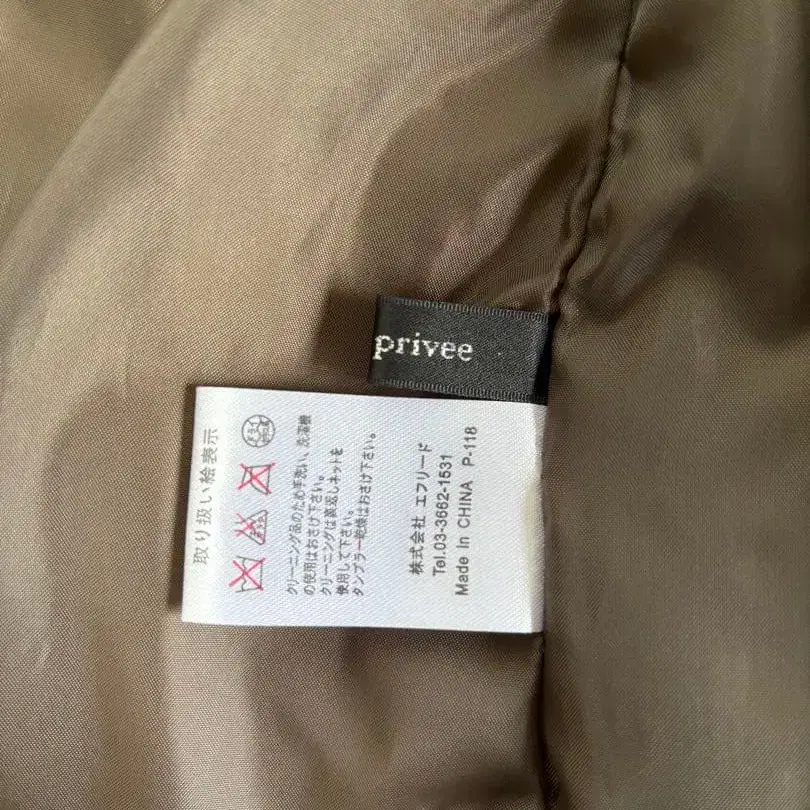 privee
取り扱い絵表示
クリーニング品のため手洗い、洗濯機
の使用はおさけ下さい。
クリーニングは裏返しネットを
使用して下さい。
タンブラー乾燥はおさけ下さい。
株式会社 エフリード
Tel.03-3662-1531
Made In CHINA P-118